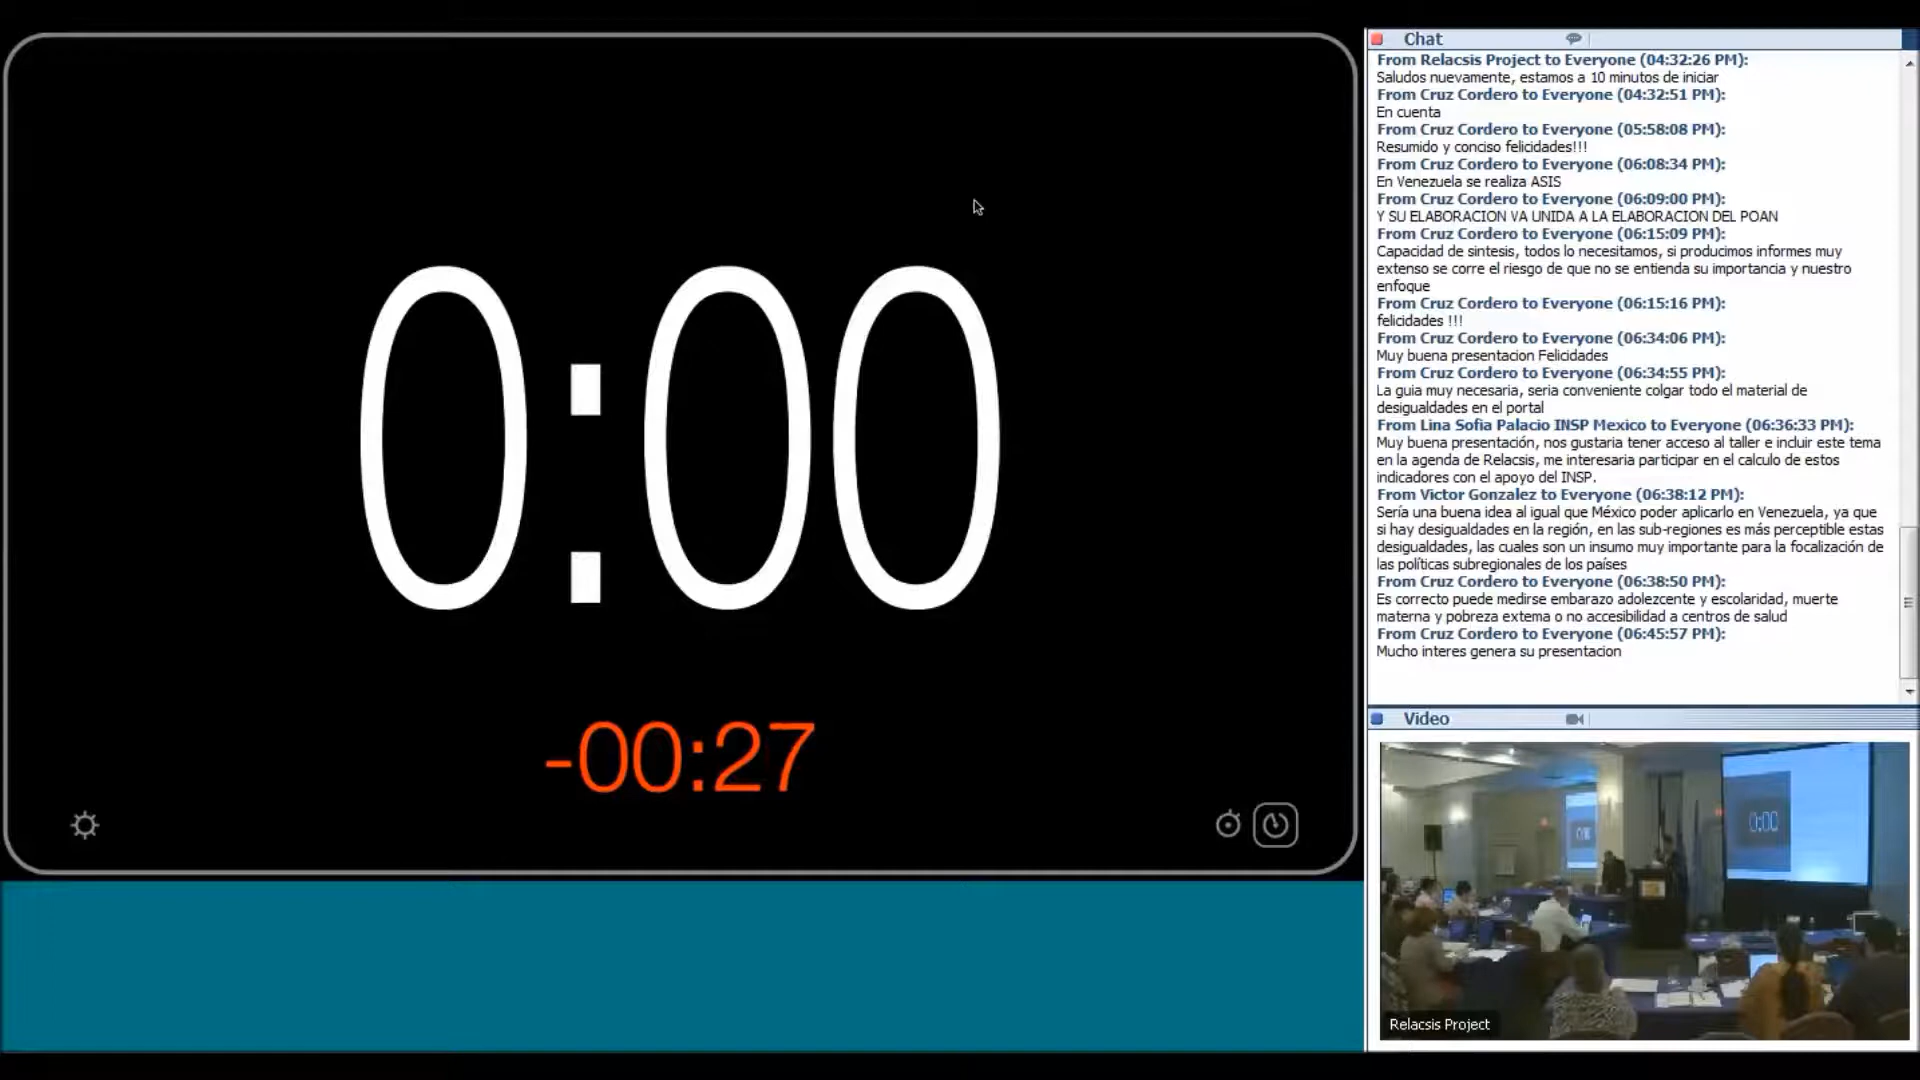 0:00
-00:27
Chat
From Relacsis Project to Everyone (04:32:26 PM):
Saludos nuevamente, estamos a 10 minutos de iniciar
From Cruz Cordero to Everyone (04:32:51 PM):
En cuenta
From Cruz Cordero to Everyone (05:58:08 PM):
Resumido y conciso felicidades!!!
From Cruz Cordero to Everyone (06:08:34 PM):
En Venezuela se realiza ASIS
From Cruz Cordero to Everyone (06:09:00 PM):
Y SU ELABORACION VA UNIDA A LA ELABORACION DEL POAN
From Cruz Cordero to Everyone (06:15:09 PM):
Capacidad de sintesis, todos lo necesitamos, si producimos informes muy
extenso se corre el riesgo de que no se entienda su importancia y nuestro
enfoque
From Cruz Cordero to Everyone (06:15:16 PM):
felicidades !!!
From Cruz Cordero to Everyone (06:34:06 PM):
Muy buena presentacion Felicidades
From Cruz Cordero to Everyone (06:34:55 PM):
La guia muy necesaria, seria conveniente colgar todo el material de
desigualdades en el portal
From Lina Sofia Palacio INSP Mexico to Everyone (06:36:33 PM):
Muy buena presentación, nos gustaria tener acceso al taller e incluir este tema
en la agenda de Relacsis, me interesaria participar en el calculo de estos
indicadores con el apoyo del INSP.
From Victor Gonzalez to Everyone (06:38:12 PM):
Sería una buena idea al igual que México poder aplicarlo en Venezuela, ya que
si hay desigualdades en la región, en las sub-regiones es más perceptible estas
desigualdades, las cuales son un insumo muy importante para la focalización de
las políticas subregionales de los países
From Cruz Cordero to Everyone (06:38:50 PM):
Es correcto puede medirse embarazo adolezcente y escolaridad, muerte
materna y pobreza extema o no accesibilidad a centros de salud
From Cruz Cordero to Everyone (06:45:57 PM):
Mucho interes genera su presentacion
Video
0:00
Relacsis Project